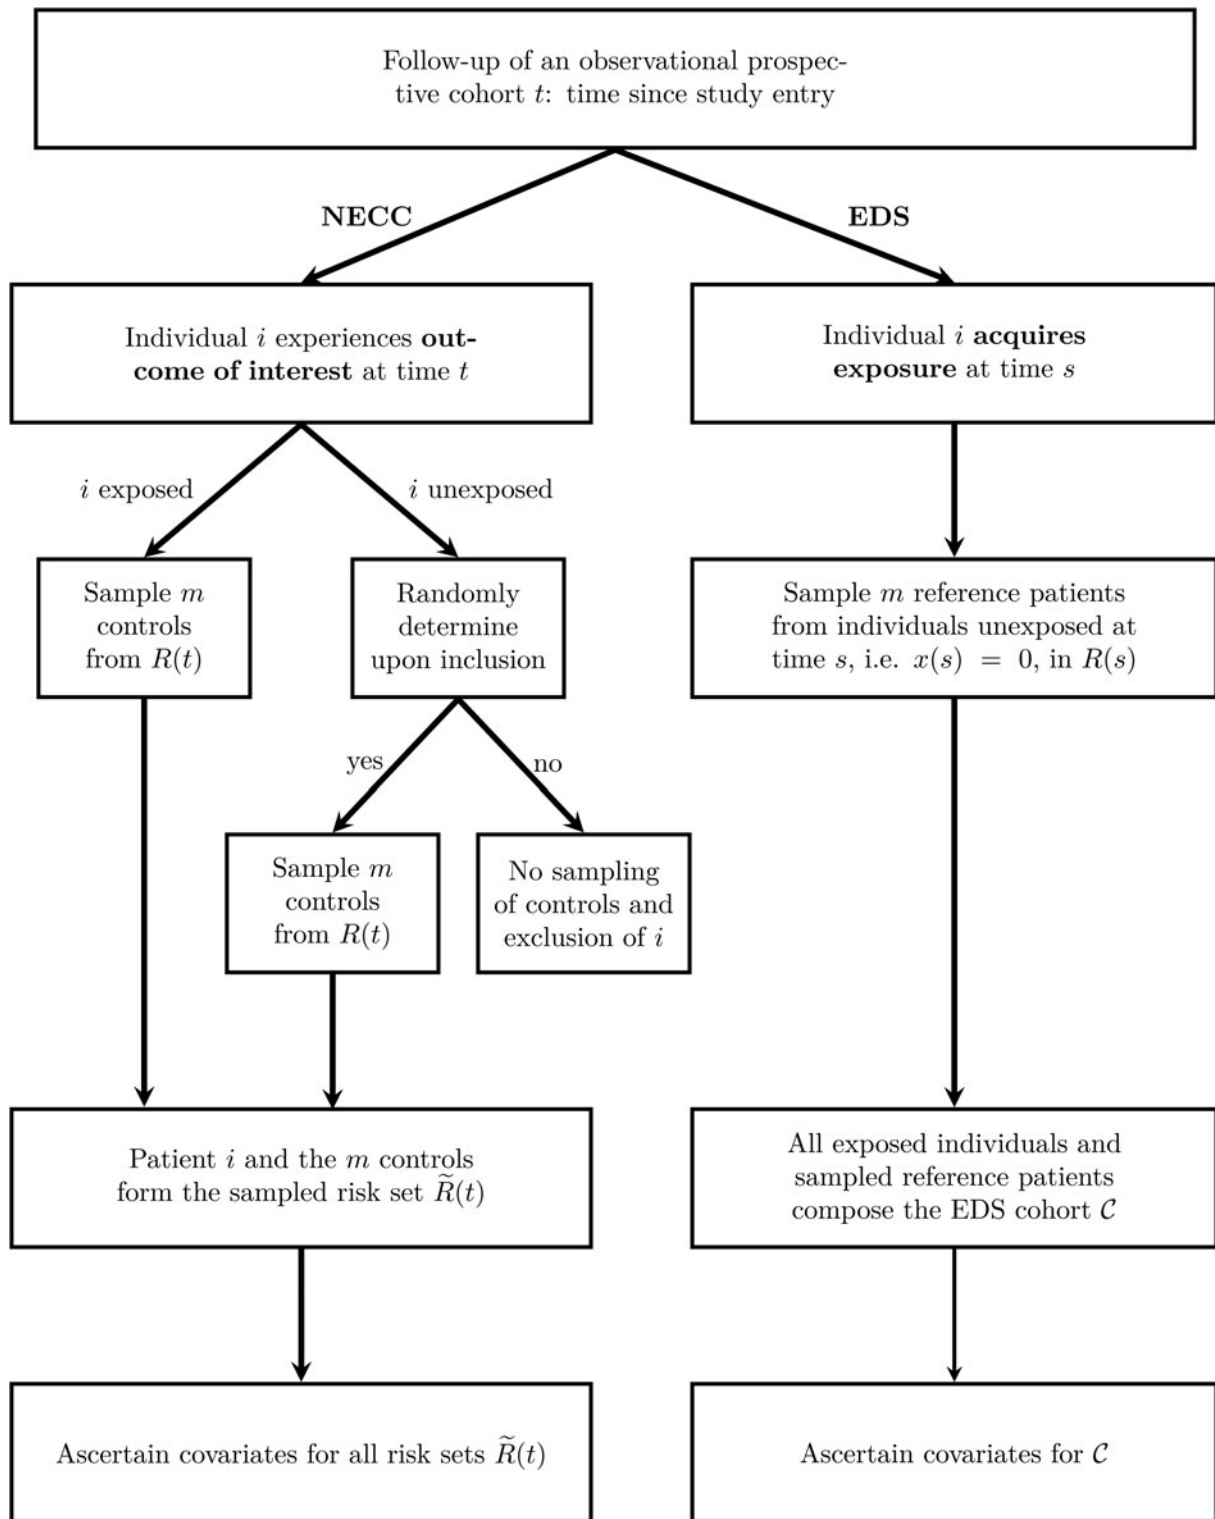 Follow-up of an observational prospec-
tive cohort t: time since study entry
NECC
EDS
Individual i experiences out-
come of interest at time t
Individual i acquires
exposure at time s
i exposed
i unexposed
Sample m
controls
from R(t)
Randomly
determine
upon inclusion
Sample m reference patients
from individuals unexposed at
time s, i.e. x(s) = 0, in R(s)
yes
no
Sample m
controls
from R(t)
No sampling
of controls and
exclusion of i
Patient i and the m controls
form the sampled risk set R̃(t)
All exposed individuals and
sampled reference patients
compose the EDS cohort 𝒞
Ascertain covariates for all risk sets R̃(t)
Ascertain covariates for 𝒞